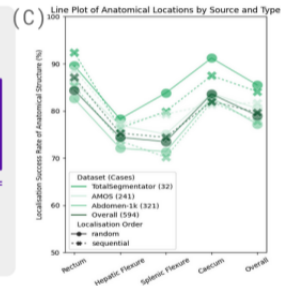 (C)
Line Plot of Anatomical Locations by Source and Type
Localisation Success Rate of Anatomical Structure (%)
100
90
80
70
60
50
Dataset (Cases)
TotalSegmentator (32)
AMOS (241)
Abdomen-1k (321)
Overall (594)
Localisation Order
random
sequential
Rectum
Hepatic Flexure
Splenic Flexure
Caecum
Overall